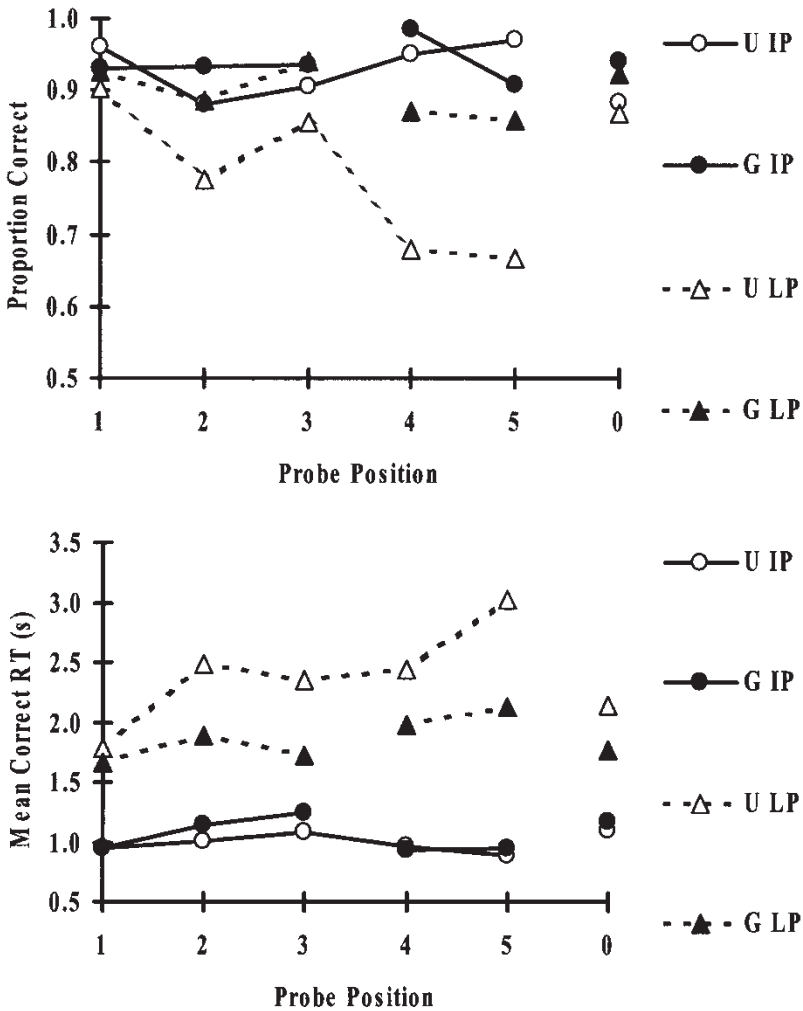 1.0
0.9
0.8
0.7
0.6
0.5
Proportion Correct
1 2 3 4 5 0
Probe Position
U IP
G IP
U LP
G LP
3.5
3.0
2.5
2.0
1.5
1.0
0.5
Mean Correct RT (s)
1 2 3 4 5 0
Probe Position
U IP
G IP
U LP
G LP